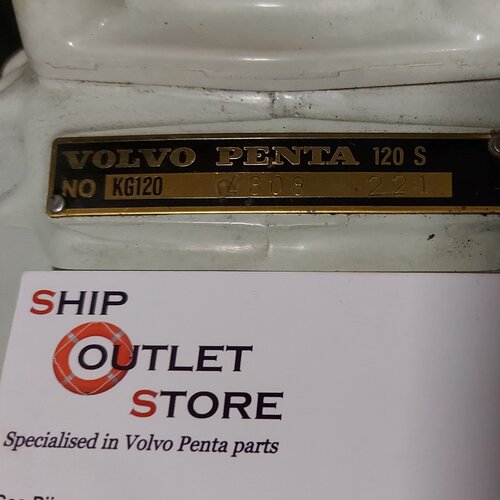 VOLVO PENTA 120 S
NO KG120 4808 221
SHIP
OUTLET
STORE
Specialised in Volvo Penta parts